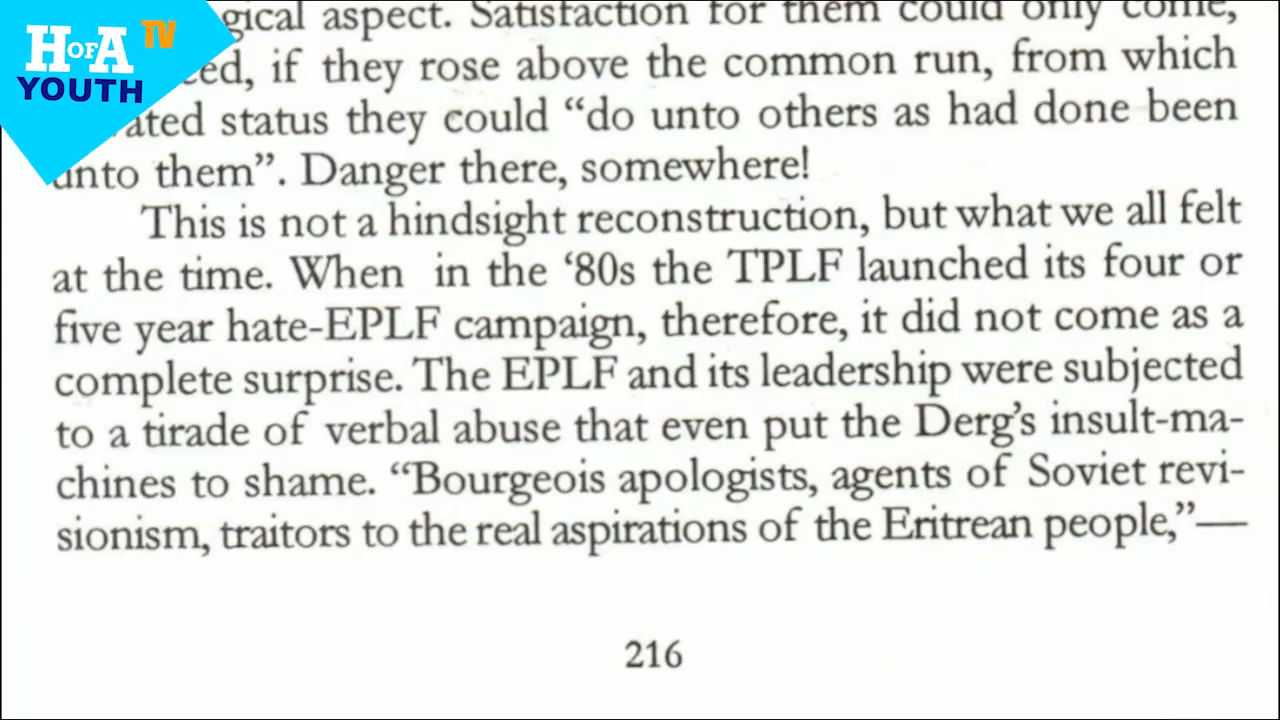 HOFA TV
YOUTH
gical aspect. Satisfaction for them could only come,
if they rose above the common run, from which
status they could “do unto others as had done been
unto them”. Danger there, somewhere!
This is not a hindsight reconstruction, but what we all felt
at the time. When in the ‘80s the TPLF launched its four or
five year hate-EPLF campaign, therefore, it did not come as a
complete surprise. The EPLF and its leadership were subjected
to a tirade of verbal abuse that even put the Derg’s insult-ma-
chines to shame. “Bourgeois apologists, agents of Soviet revi-
sionism, traitors to the real aspirations of the Eritrean people,”—
216